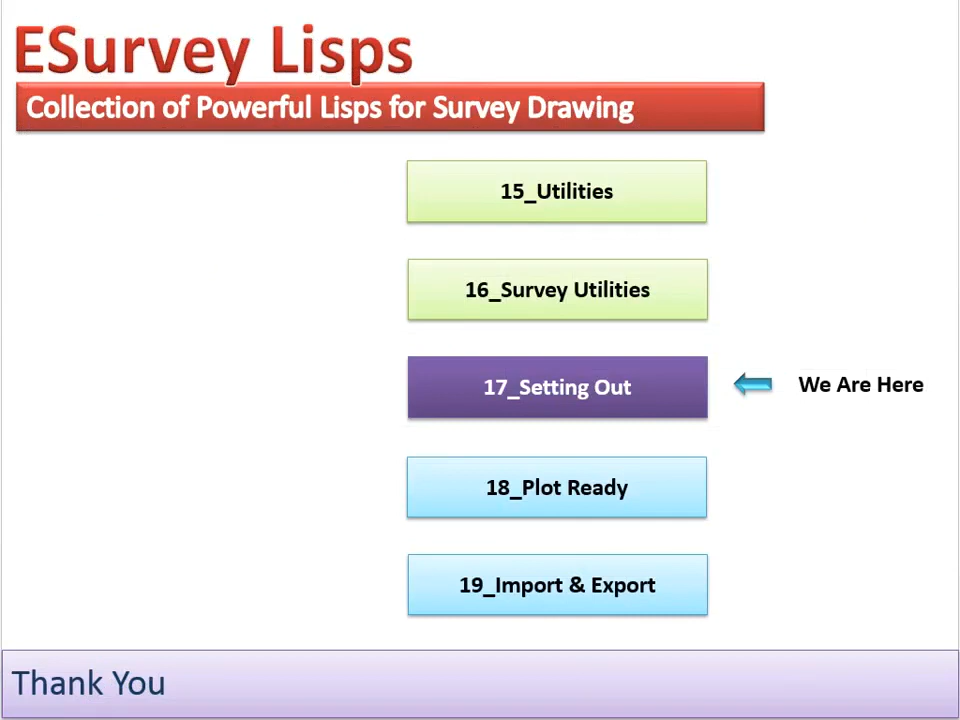 ESurvey Lisps
Collection of Powerful Lisps for Survey Drawing
15_Utilities
16_Survey Utilities
17_Setting Out
We Are Here
18_Plot Ready
19_Import & Export
Thank You